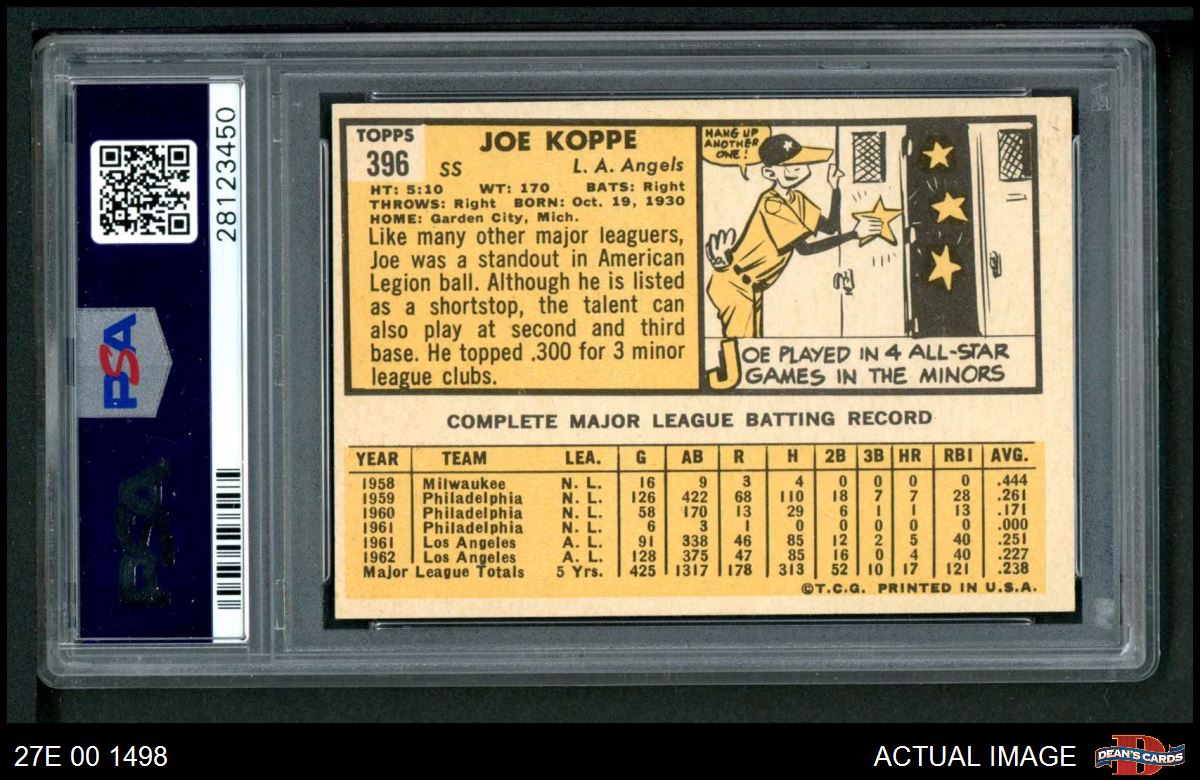 28123450
PSA
PSA
TOPPS
396
JOE KOPPE
SS
L. A. Angels
HT: 5:10 WT: 170 BATS: Right
THROWS: Right BORN: Oct. 19, 1930
HOME: Garden City, Mich.
Like many other major leaguers,
Joe was a standout in American
Legion ball. Although he is listed
as a shortstop, the talent can
also play at second and third
base. He topped .300 for 3 minor
league clubs.
HANG UP
ANOTHER
ONE!
JOE PLAYED IN 4 ALL-STAR
GAMES IN THE MINORS
COMPLETE MAJOR LEAGUE BATTING RECORD
YEAR TEAM LEA. G AB R H 2B 3B HR RBI AVG.
1958 Milwaukee N. L. 16 9 3 4 0 0 0 0 .444
1959 Philadelphia N. L. 126 422 68 110 18 7 7 28 .261
1960 Philadelphia N. L. 58 170 13 29 6 1 1 13 .171
1961 Philadelphia N. L. 6 3 1 0 0 0 0 0 .000
1961 Los Angeles A. L. 91 338 46 85 12 2 5 40 .251
1962 Los Angeles A. L. 128 375 47 85 16 0 4 40 .227
Major League Totals 5 Yrs. 425 1317 178 313 52 10 17 121 .238
©T.C.G. PRINTED IN U.S.A.
27E 00 1498
ACTUAL IMAGE
D
DEAN'S CARDS